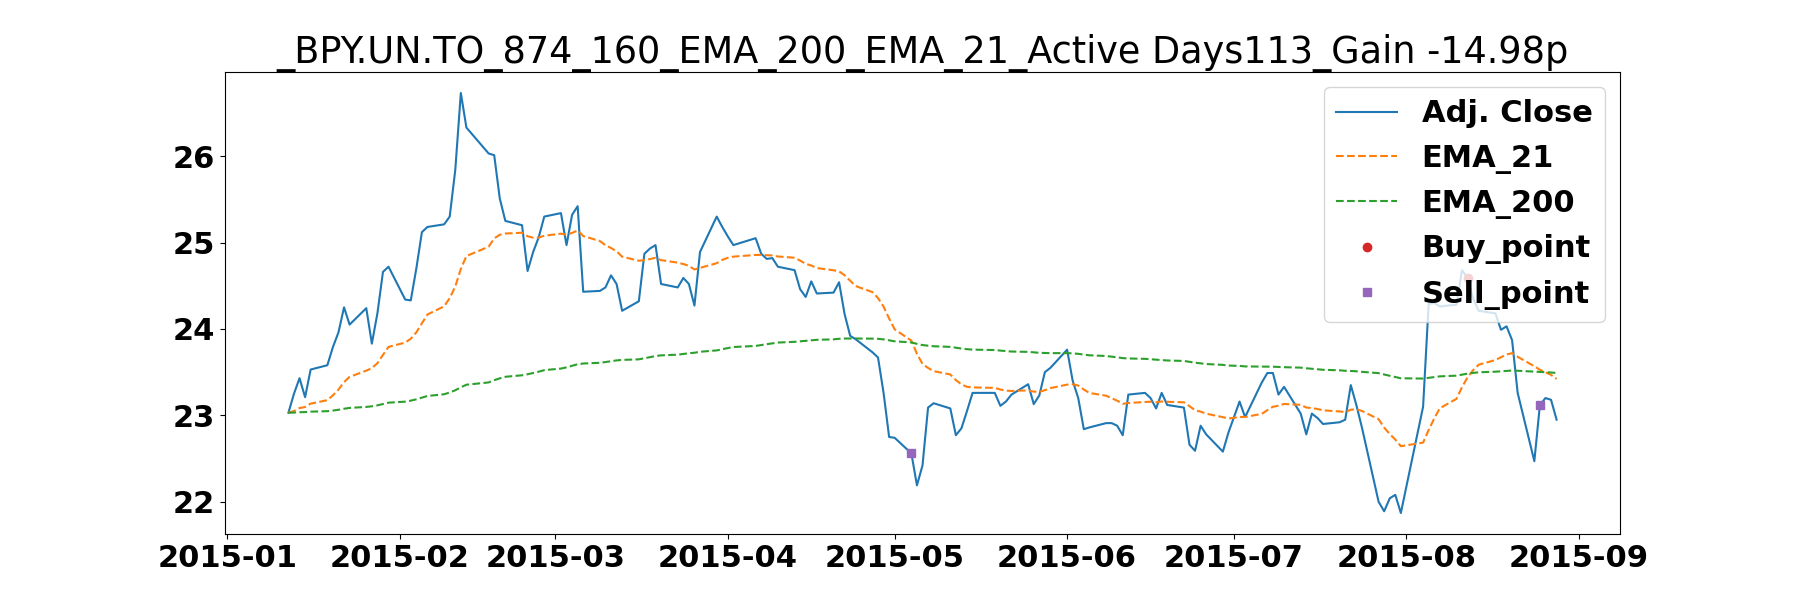 _BPY.UN.TO_874_160_EMA_200_EMA_21_Active Days113_Gain -14.98p
Adj. Close
EMA_21
EMA_200
Buy_point
Sell_point
26
25
24
23
22
2015-01 2015-02 2015-03 2015-04 2015-05 2015-06 2015-07 2015-08 2015-09